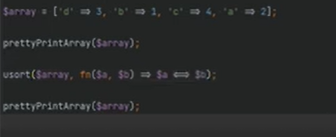 $array = ['d' => 3, 'b' => 1, 'c' => 4, 'a' => 2];
prettyPrintArray($array);
usort($array, fn($a, $b) => $a <=> $b);
prettyPrintArray($array);